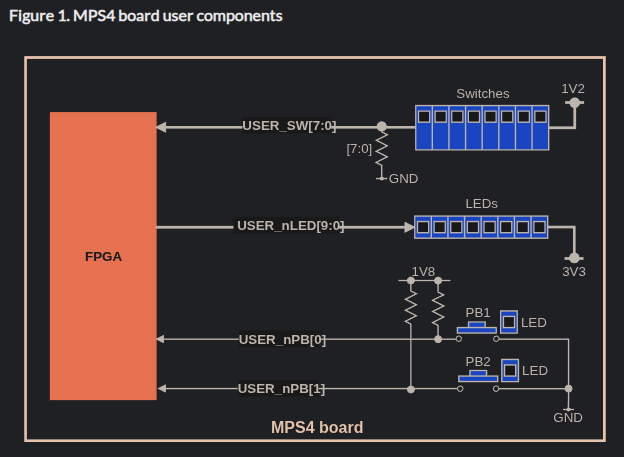 Figure 1. MPS4 board user components
Switches
1V2
USER_SW[7:0]
[7:0]
GND
LEDs
USER_nLED[9:0]
FPGA
3V3
1V8
PB1
LED
USER_nPB[0]
PB2
LED
USER_nPB[1]
GND
MPS4 board